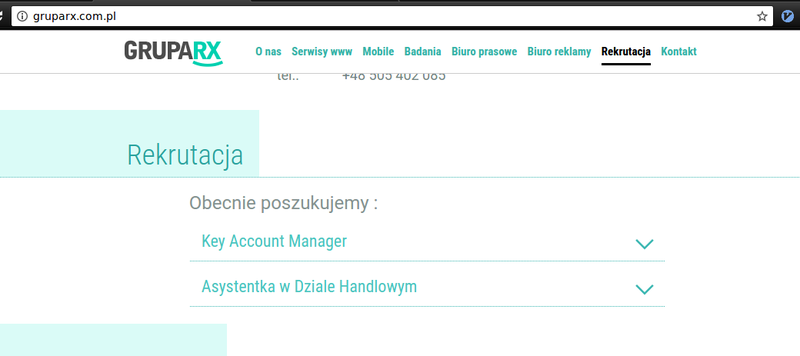 gruparx.com.pl
GRUPARX
O nas Serwisy www Mobile Badania Biuro prasowe Biuro reklamy Rekrutacja Kontakt
tel.: +48 505 402 085
Rekrutacja
Obecnie poszukujemy :
Key Account Manager
Asystentka w Dziale Handlowym